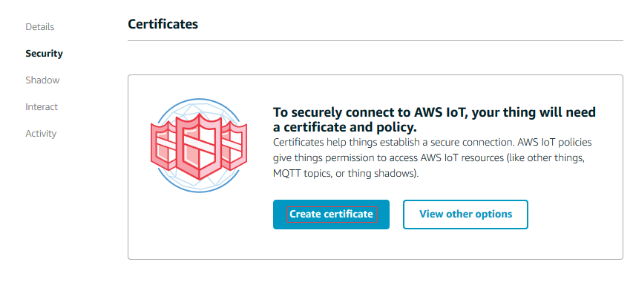 Details
Security
Shadow
Interact
Activity
Certificates
To securely connect to AWS IoT, your thing will need
a certificate and policy.
Certificates help things establish a secure connection. AWS IoT policies
give things permission to access AWS IoT resources (like other things,
MQTT topics, or thing shadows).
Create certificate
View other options